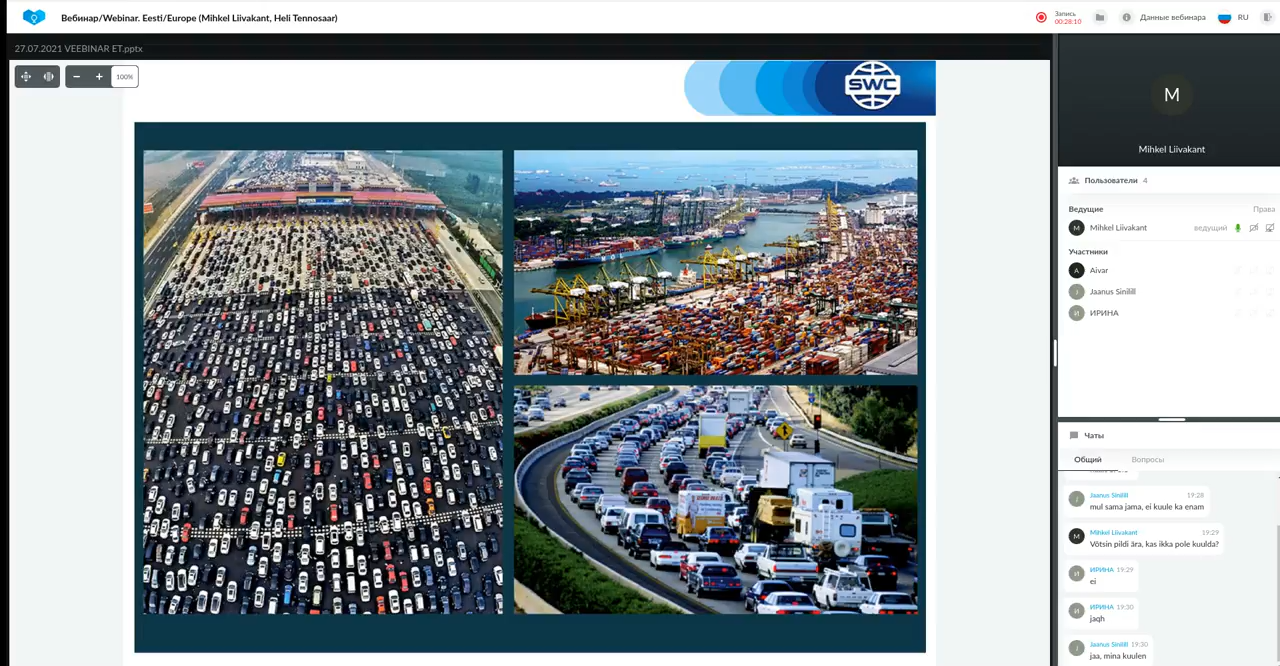 Вебинар/Webinar. Eesti/Europe (Mihkel Liivakant, Heli Tennosaar)
Запись
00:28:10
Данные вебинара
RU
27.07.2021 VEEBINAR ET.pptx
100%
SWC
MOL
M
Mihkel Liivakant
Пользователи 4
Ведущие
Права
M
Mihkel Liivakant
ведущий
Участники
A
Aivar
J
Jaanus Sinilill
И
ИРИНА
Чаты
Общий
Вопросы
J
Jaanus Sinilill 19:28
mul sama jama, ei kuule ka enam
M
Mihkel Liivakant 19:29
Võtsin pildi ära, kas ikka pole kuulda?
И
ИРИНА 19:29
ei
И
ИРИНА 19:30
jaqh
J
Jaanus Sinilill 19:30
jaa, mina kuulen